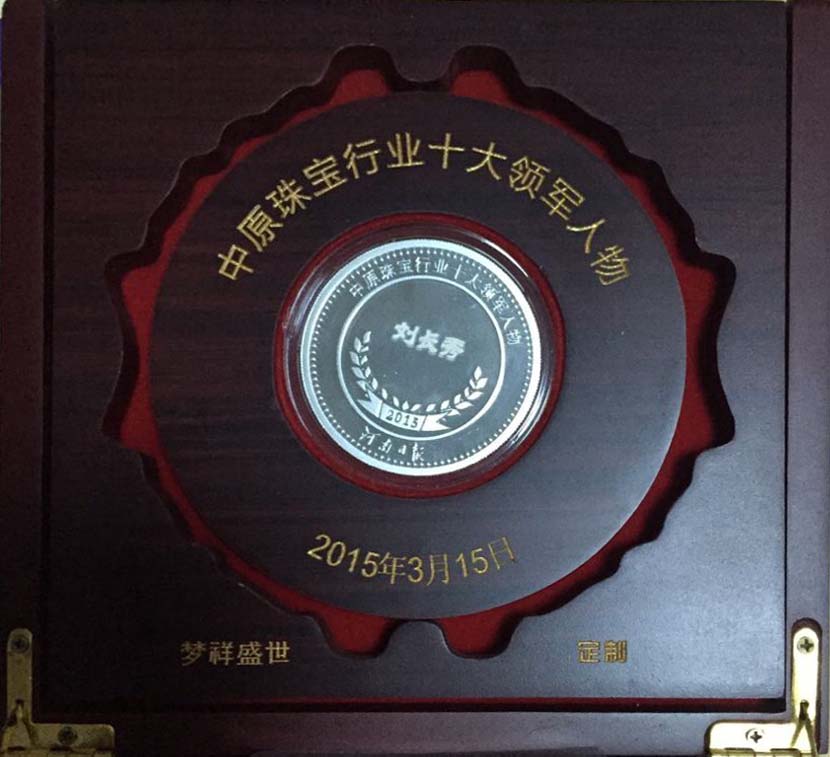 中原珠宝行业十大领军人物
中原珠宝行业十大领军人物
刘长秀
2015
2015年3月15日
梦祥盛世
定制